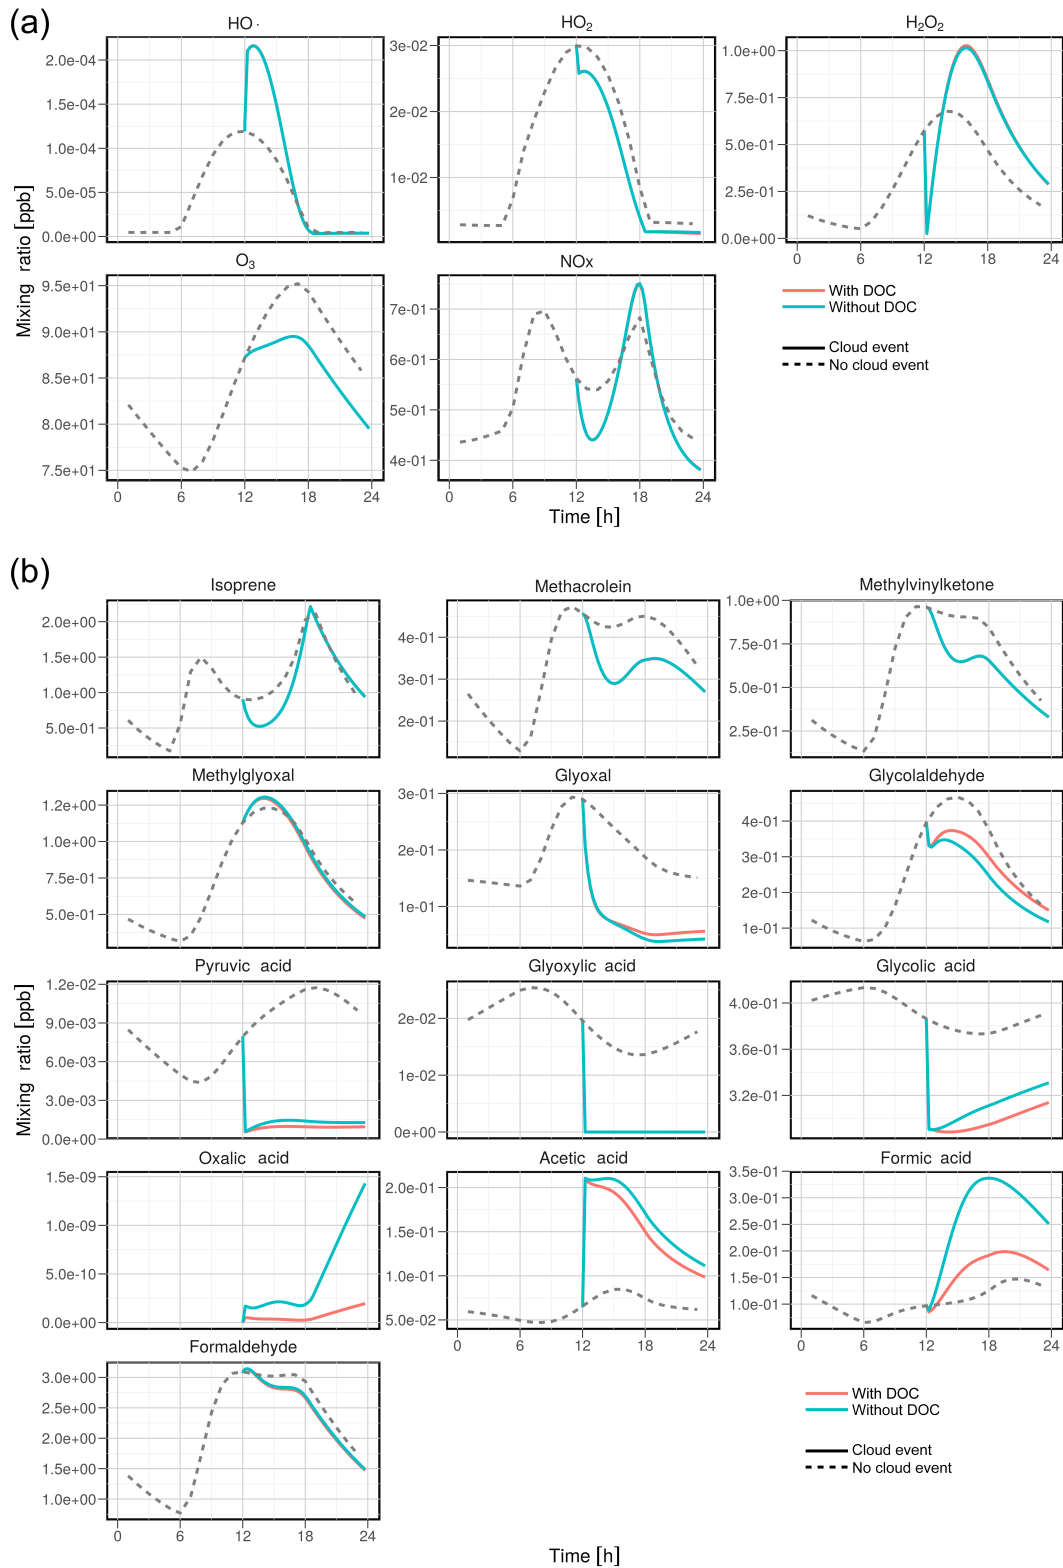 (a)
HO · HO2 H2O2
2.0e-04 1.5e-04 1.0e-04 5.0e-05 0.0e+00
3e-02 2e-02 1e-02
1.0e+00 7.5e-01 5.0e-01 2.5e-01 0.0e+00
0 6 12 18 24
Mixing ratio [ppb]
O3 NOx
9.5e+01 9.0e+01 8.5e+01 8.0e+01 7.5e+01
7e-01 6e-01 5e-01 4e-01
With DOC
Without DOC
Cloud event
No cloud event
0 6 12 18 24 0 6 12 18 24
Time [h]
(b)
Isoprene Methacrolein Methylvinylketone
2.0e+00 1.5e+00 1.0e+00 5.0e-01
4e-01 3e-01 2e-01
1.0e+00 7.5e-01 5.0e-01 2.5e-01
Methylglyoxal Glyoxal Glycolaldehyde
1.2e+00 1.0e+00 7.5e-01 5.0e-01
3e-01 2e-01 1e-01
4e-01 3e-01 2e-01 1e-01
Pyruvic acid Glyoxylic acid Glycolic acid
1.2e-02 9.0e-03 6.0e-03 3.0e-03 0.0e+00
2e-02 1e-02 0e+00
4.0e-01 3.6e-01 3.2e-01
Mixing ratio [ppb]
Oxalic acid Acetic acid Formic acid
1.5e-09 1.0e-09 5.0e-10 0.0e+00
2.0e-01 1.5e-01 1.0e-01 5.0e-02
3.5e-01 3.0e-01 2.5e-01 2.0e-01 1.5e-01 1.0e-01
0 6 12 18 24 0 6 12 18 24
Formaldehyde
3.0e+00 2.5e+00 2.0e+00 1.5e+00 1.0e+00
With DOC
Without DOC
Cloud event
No cloud event
0 6 12 18 24
Time [h]